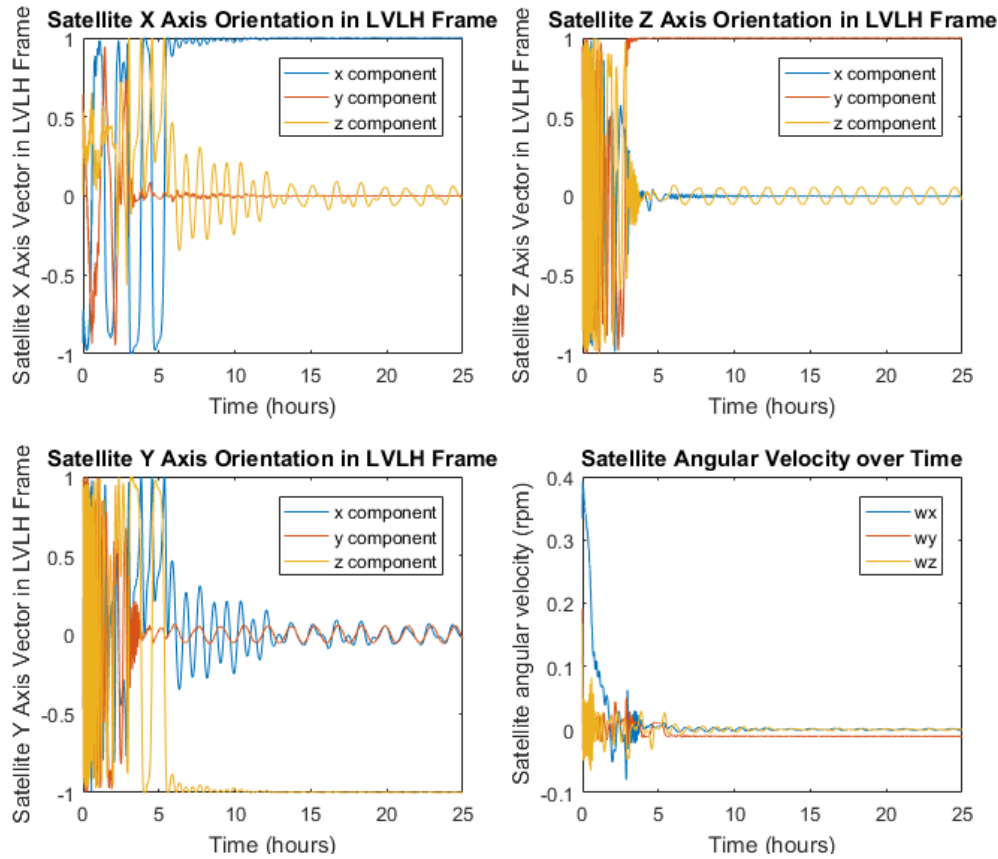 Satellite X Axis Orientation in LVLH Frame
Satellite X Axis Vector in LVLH Frame
1
0.5
0
-0.5
-1
x component
y component
z component
0 5 10 15 20 25
Time (hours)
Satellite Z Axis Orientation in LVLH Frame
Satellite Z Axis Vector in LVLH Frame
1
0.5
0
-0.5
-1
x component
y component
z component
0 5 10 15 20 25
Time (hours)
Satellite Y Axis Orientation in LVLH Frame
Satellite Y Axis Vector in LVLH Frame
1
0.5
0
-0.5
-1
x component
y component
z component
0 5 10 15 20 25
Time (hours)
Satellite Angular Velocity over Time
Satellite angular velocity (rpm)
0.4
0.3
0.2
0.1
0
-0.1
wx
wy
wz
0 5 10 15 20 25
Time (hours)